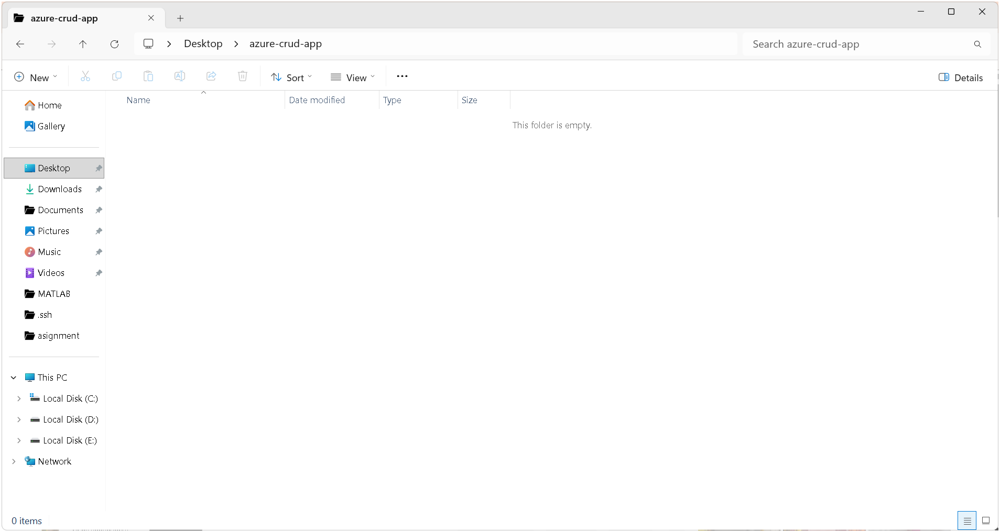 azure-crud-app
Desktop azure-crud-app
Search azure-crud-app
New
Sort
View
Details
Name Date modified Type Size
This folder is empty.
Home
Gallery
Desktop
Downloads
Documents
Pictures
Music
Videos
MATLAB
.ssh
asignment
This PC
Local Disk (C:)
Local Disk (D:)
Local Disk (E:)
Network
0 items